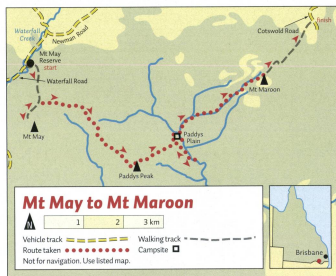 finish
Cotswold Road
Waterfall
Creek
Newman Road
Mt May
Reserve
start
Waterfall Road
Mt Maroon
Mt May
Paddys
Plain
Paddys Peak
Mt May to Mt Maroon
N
1 2 3 km
Vehicle track
Walking track
Route taken
Campsite
Not for navigation. Use listed map.
Brisbane